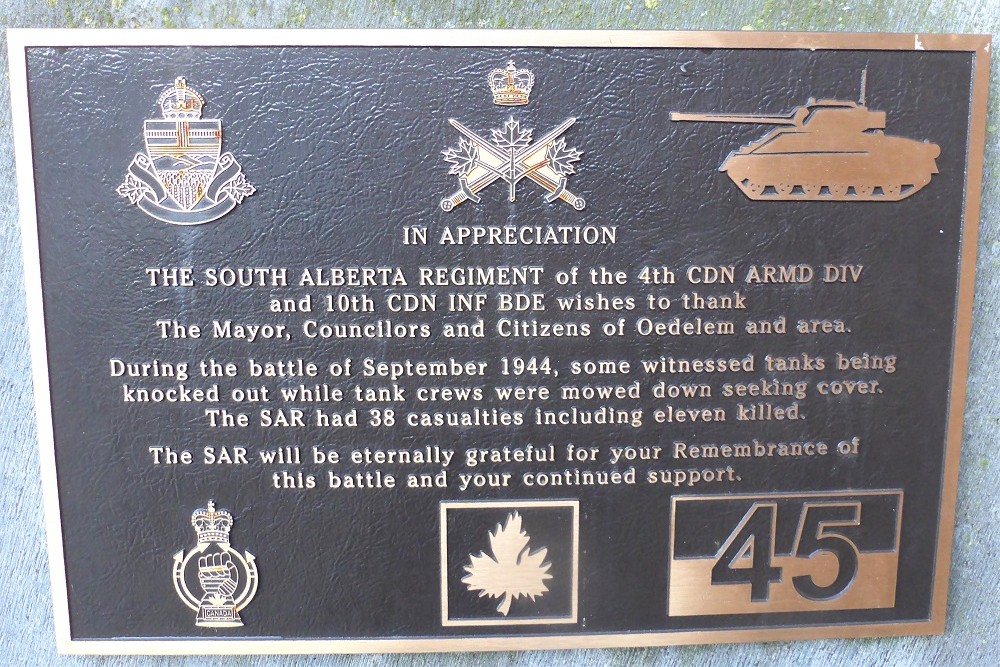 IN APPRECIATION
THE SOUTH ALBERTA REGIMENT of the 4th CDN ARMD DIV
and 10th CDN INF BDE wishes to thank
The Mayor, Councilors and Citizens of Oedelem and area.
During the battle of September 1944, some witnessed tanks being
knocked out while tank crews were mowed down seeking cover.
The SAR had 38 casualties including eleven killed.
The SAR will be eternally grateful for your Remembrance of
this battle and your continued support.
CANADA
45